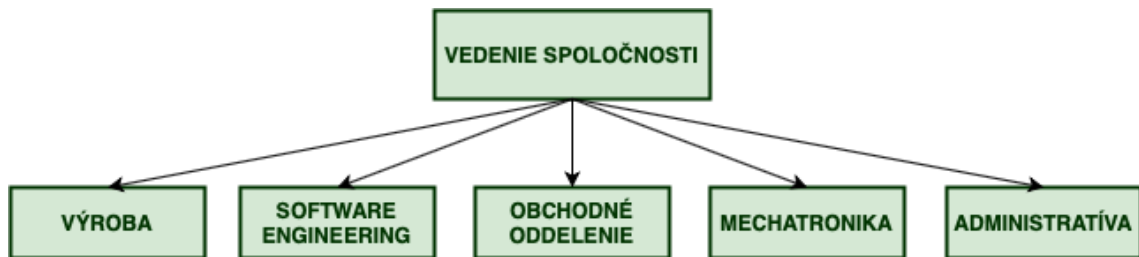 VEDENIE SPOLOČNOSTI
VÝROBA
SOFTWARE
ENGINEERING
OBCHODNÉ
ODDELENIE
MECHATRONIKA
ADMINISTRATÍVA